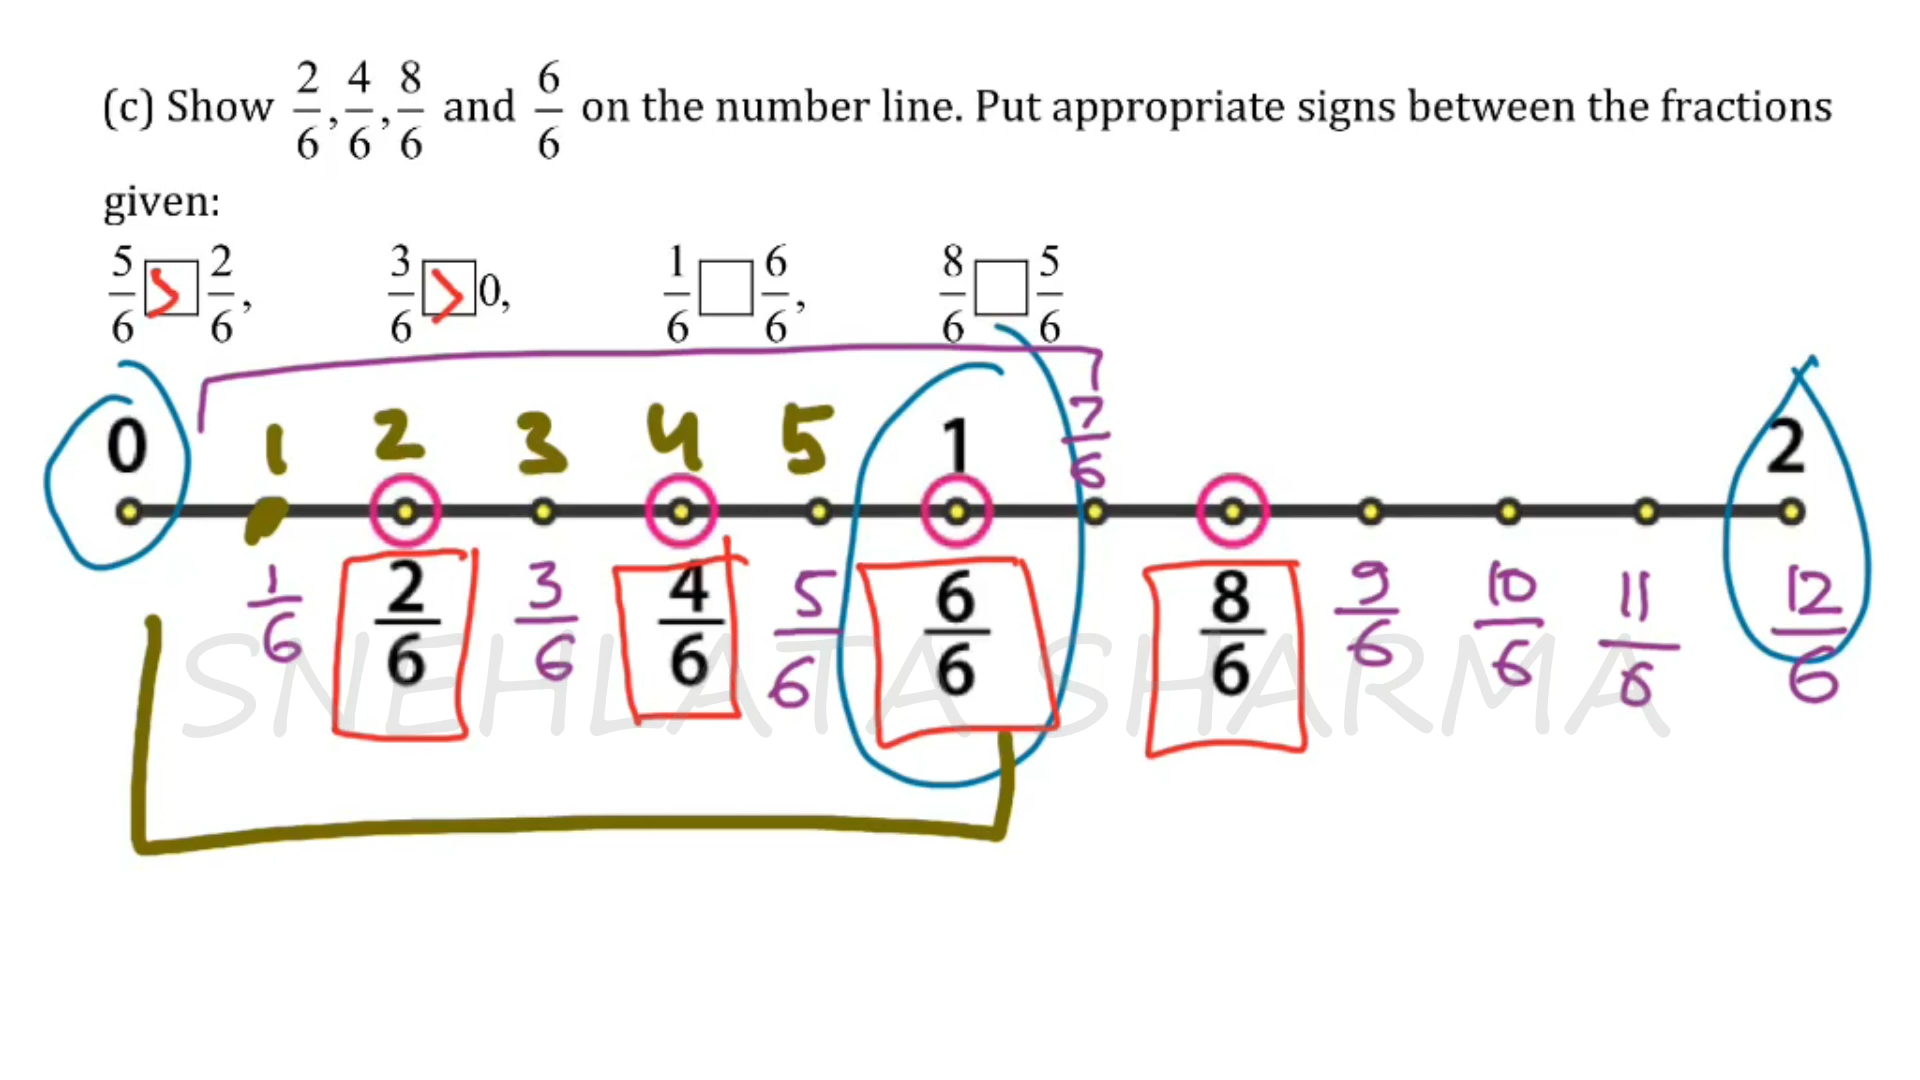 (c) Show 2/6, 4/6, 8/6 and 6/6 on the number line. Put appropriate signs between the fractions
given:
5/6 > 2/6, 3/6 > 0, 1/6 □ 6/6, 8/6 □ 5/6
0 1 2 3 4 5 1 7/6 2
1/6 2/6 3/6 4/6 5/6 6/6 8/6 9/6 10/6 11/6 12/6
SNEHLATA SHARMA